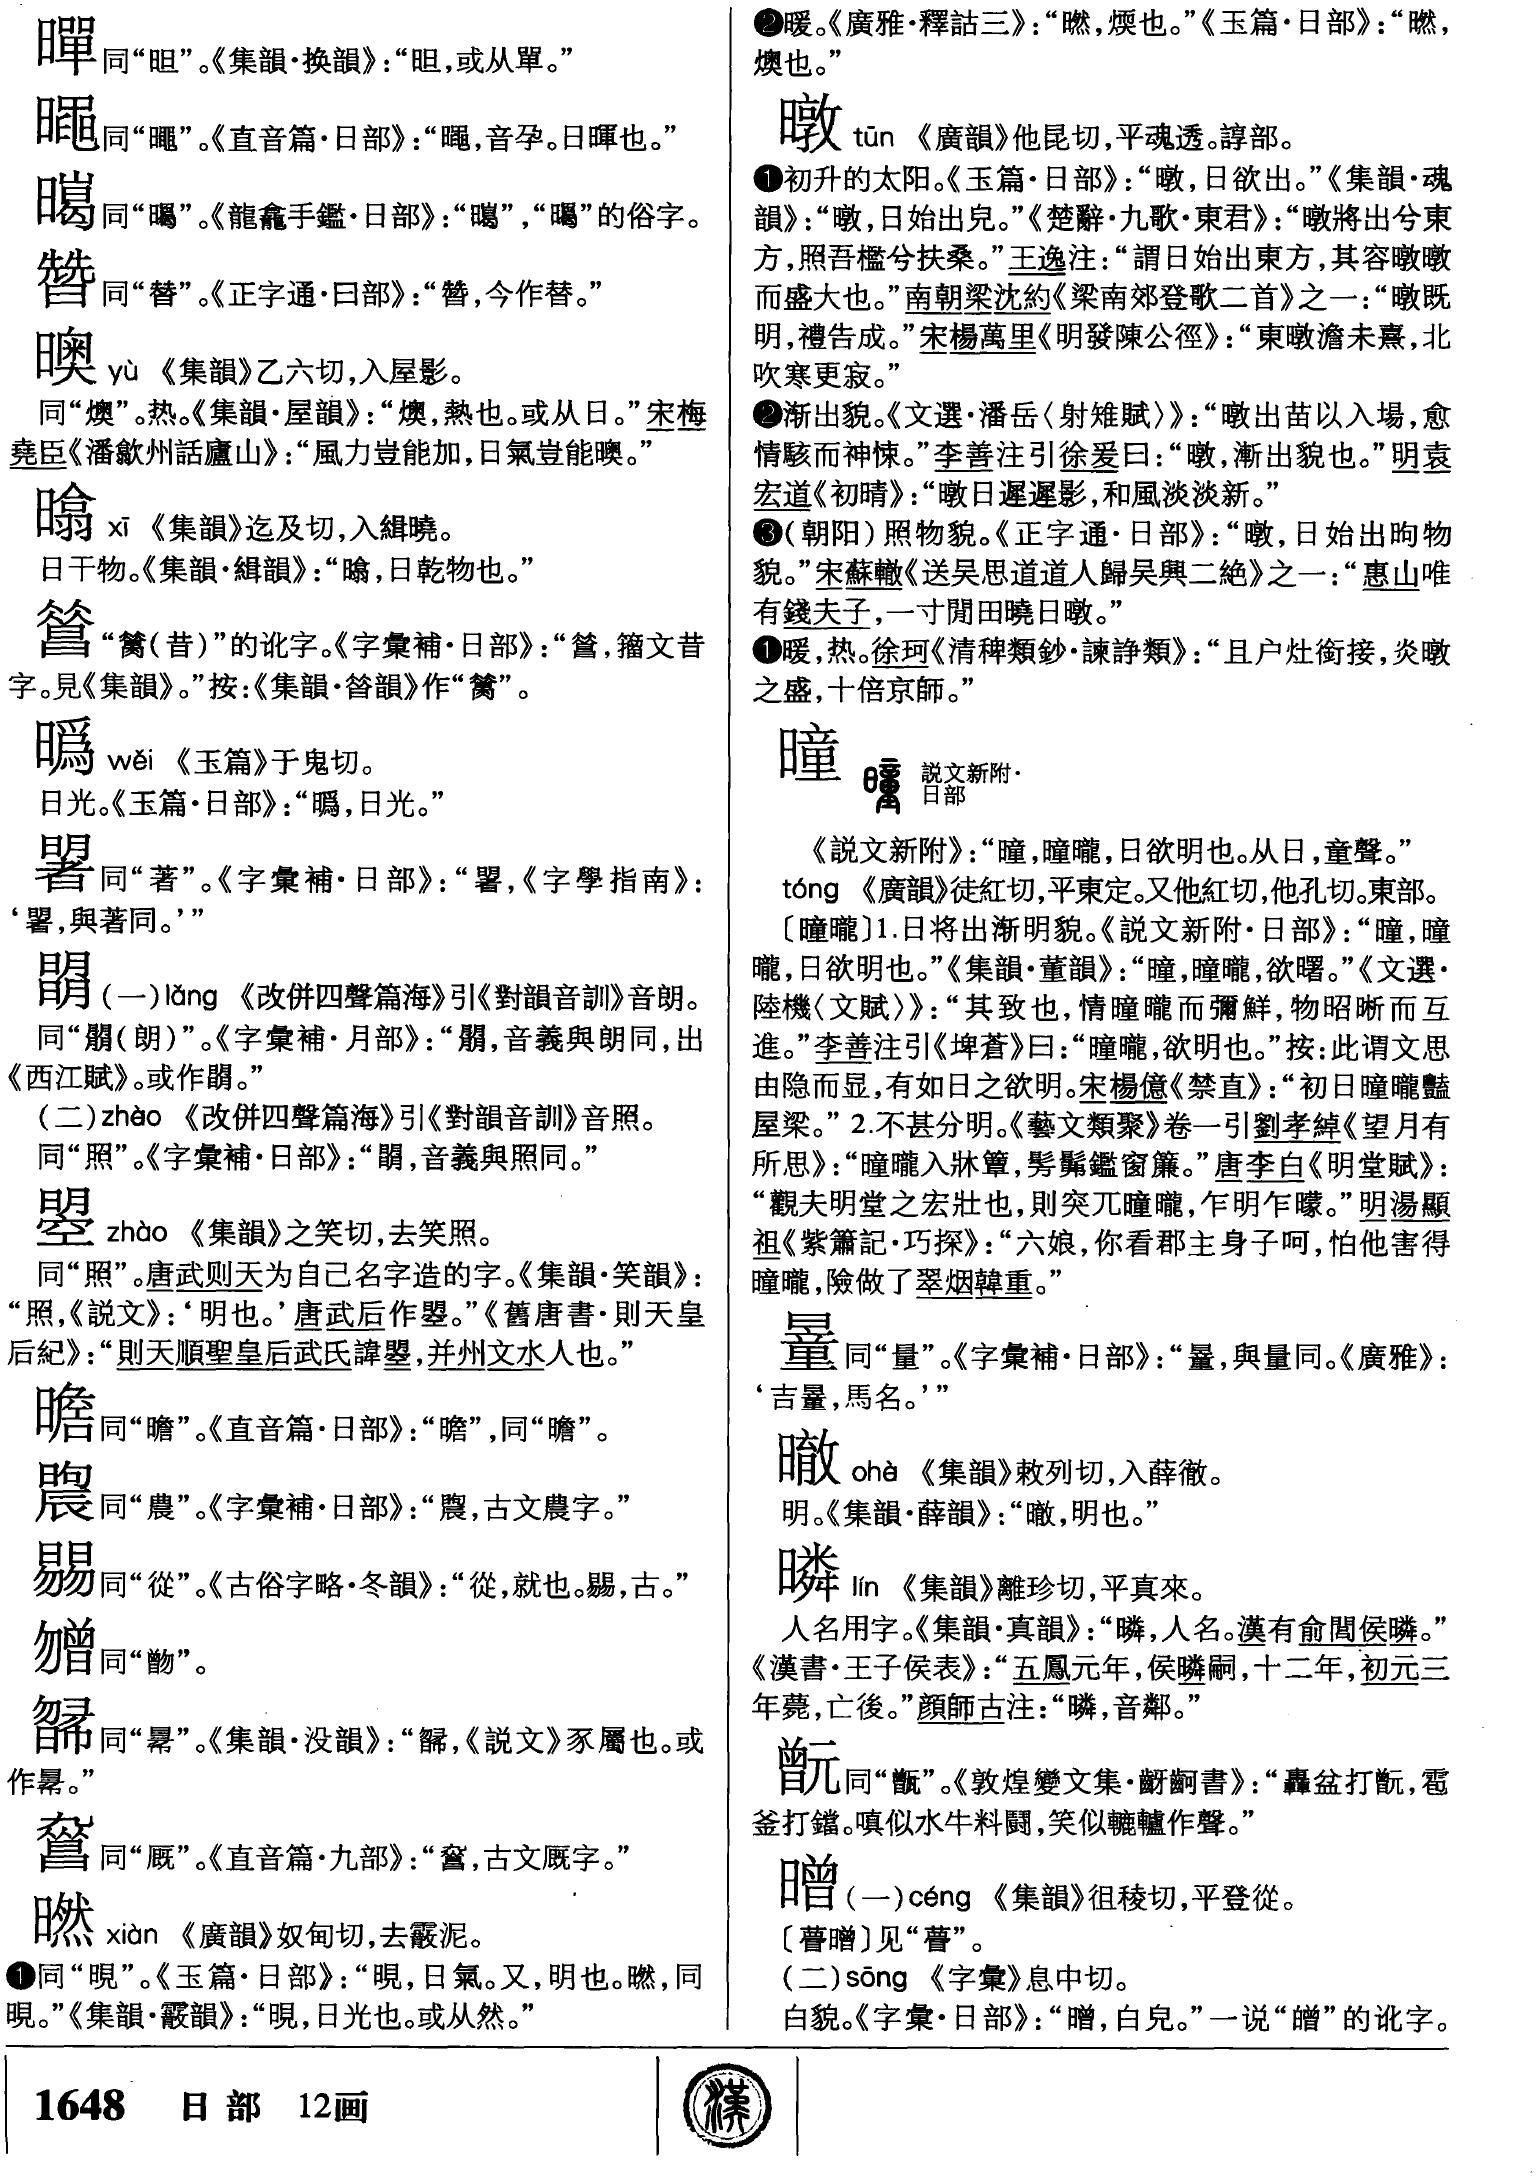 同“㫜”。《集韻·换韻》：“㫜，或从單。”
同“㬲”。《直音篇·日部》：“，音孕。日暉也。”
同“”。《龍龕手鑑·日部》：“”，“”的俗字。
同“替”。《正字通·曰部》：“朁，今作替。”
㬂 yù 《集韻》乙六切，入屋影。
同“燠”。热。《集韻·屋韻》：“燠，熱也。或从日。”宋梅
堯臣《潘歙州話廬山》：“風力豈能加，日氣豈能㬂。”
㬛 xī 《集韻》迄及切，入緝曉。
日干物。《集韻·緝韻》：“㬛，日乾物也。”
“（昔）”的讹字。《字彙補·日部》：“，籀文昔
字。見《集韻》。”按：《集韻·㫺韻》作“”。
wěi 《玉篇》于鬼切。
日光。《玉篇·日部》：“，日光。”
同“著”。《字彙補·日部》：“，《字學指南》：
‘，與著同。’”
（一）lǎng 《改併四聲篇海》引《對韻音訓》音朗。
同“（朗）”。《字彙補·月部》：“，音義與朗同，出
《西江賦》。或作。”
（二）zhào 《改併四聲篇海》引《對韻音訓》音照。
同“照”。《字彙補·日部》：“，音義與照同。”
曌 zhào 《集韻》之笑切，去笑照。
同“照”。唐武则天为自己名字造的字。《集韻·笑韻》：
“照，《説文》：‘明也。’唐武后作曌。”《舊唐書·則天皇
后紀》：“則天順聖皇后武氏諱曌，并州文水人也。”
同“瞻”。《直音篇·日部》：“”，同“瞻”。
同“農”。《字彙補·日部》：“，古文農字。”
同“從”。《古俗字略·冬韻》：“從，就也。，古。”
同“”。
同“”。《集韻·没韻》：“，《説文》豕屬也。或
作。”
同“厩”。《直音篇·九部》：“，古文厩字。”
㬗 xiàn 《廣韻》奴甸切，去霰泥。
❶同“晛”。《玉篇·日部》：“晛，日氣。又，明也。㬗，同
晛。”《集韻·霰韻》：“晛，日光也。或从然。”
❷暖。《廣雅·釋詁三》：“㬗，煗也。”《玉篇·日部》：“㬗，
燠也。”
暾 tūn 《廣韻》他昆切，平魂透。諄部。
❶初升的太阳。《玉篇·日部》：“暾，日欲出。”《集韻·魂
韻》：“暾，日始出皃。”《楚辭·九歌·東君》：“暾將出兮東
方，照吾檻兮扶桑。”王逸注：“謂日始出東方，其容暾暾
而盛大也。”南朝梁沈約《梁南郊登歌二首》之一：“暾既
明，禮告成。”宋楊萬里《明發陳公徑》：“東暾澹未熹，北
吹寒更寂。”
❷渐出貌。《文選·潘岳〈射雉賦〉》：“暾出苗以入場，愈
情駭而神悚。”李善注引徐爰曰：“暾，漸出貌也。”明袁
宏道《初晴》：“暾日遲遲影，和風淡淡新。”
❸（朝阳）照物貌。《正字通·日部》：“暾，日始出昫物
貌。”宋蘇轍《送吴思道道人歸吴興二絶》之一：“惠山唯
有錢夫子，一寸閒田曉日暾。”
❶暖，热。徐珂《清稗類鈔·諫諍類》：“且户灶銜接，炎暾
之盛，十倍京師。”
曈 説文新附·
日部
《説文新附》：“曈，曈曨，日欲明也。从日，童聲。”
tóng 《廣韻》徒紅切，平東定。又他紅切，他孔切。東部。
〔曈曨〕1.日将出渐明貌。《説文新附·日部》：“曈，曈
曨，日欲明也。”《集韻·董韻》：“曈，曈曨，欲曙。”《文選·
陸機〈文賦〉》：“其致也，情曈曨而彌鮮，物昭晰而互
進。”李善注引《埤蒼》曰：“曈曨，欲明也。”按：此谓文思
由隐而显，有如日之欲明。宋楊億《禁直》：“初日曈曨豔
屋梁。”2.不甚分明。《藝文類聚》卷一引劉孝綽《望月有
所思》：“曈曨入牀簟，髣髴鑑窗簾。”唐李白《明堂賦》：
“觀夫明堂之宏壯也，則突兀曈曨，乍明乍曚。”明湯顯
祖《紫簫記·巧探》：“六娘，你看郡主身子呵，怕他害得
曈曨，險做了翠烟韓重。”
同“量”。《字彙補·日部》：“，與量同。《廣雅》：
‘吉，馬名。’”
㬚 ohè 《集韻》敕列切，入薛徹。
明。《集韻·薛韻》：“㬚，明也。”
暽 lín 《集韻》離珍切，平真來。
人名用字。《集韻·真韻》：“暽，人名。漢有俞閭侯暽。”
《漢書·王子侯表》：“五鳳元年，侯暽嗣，十二年，初元三
年薨，亡後。”顔師古注：“暽，音鄰。”
同“甑”。《敦煌變文集·齖䶗書》：“轟盆打，雹
釜打鐺。嗔似水牛料鬭，笑似轆轤作聲。”
㬝 （一）céng 《集韻》徂稜切，平登從。
〔㬝〕见“”。
（二）sōng 《字彙》息中切。
白貌。《字彙·日部》：“㬝，白皃。”一说“皬”的讹字。
1648 日部 12画
漢